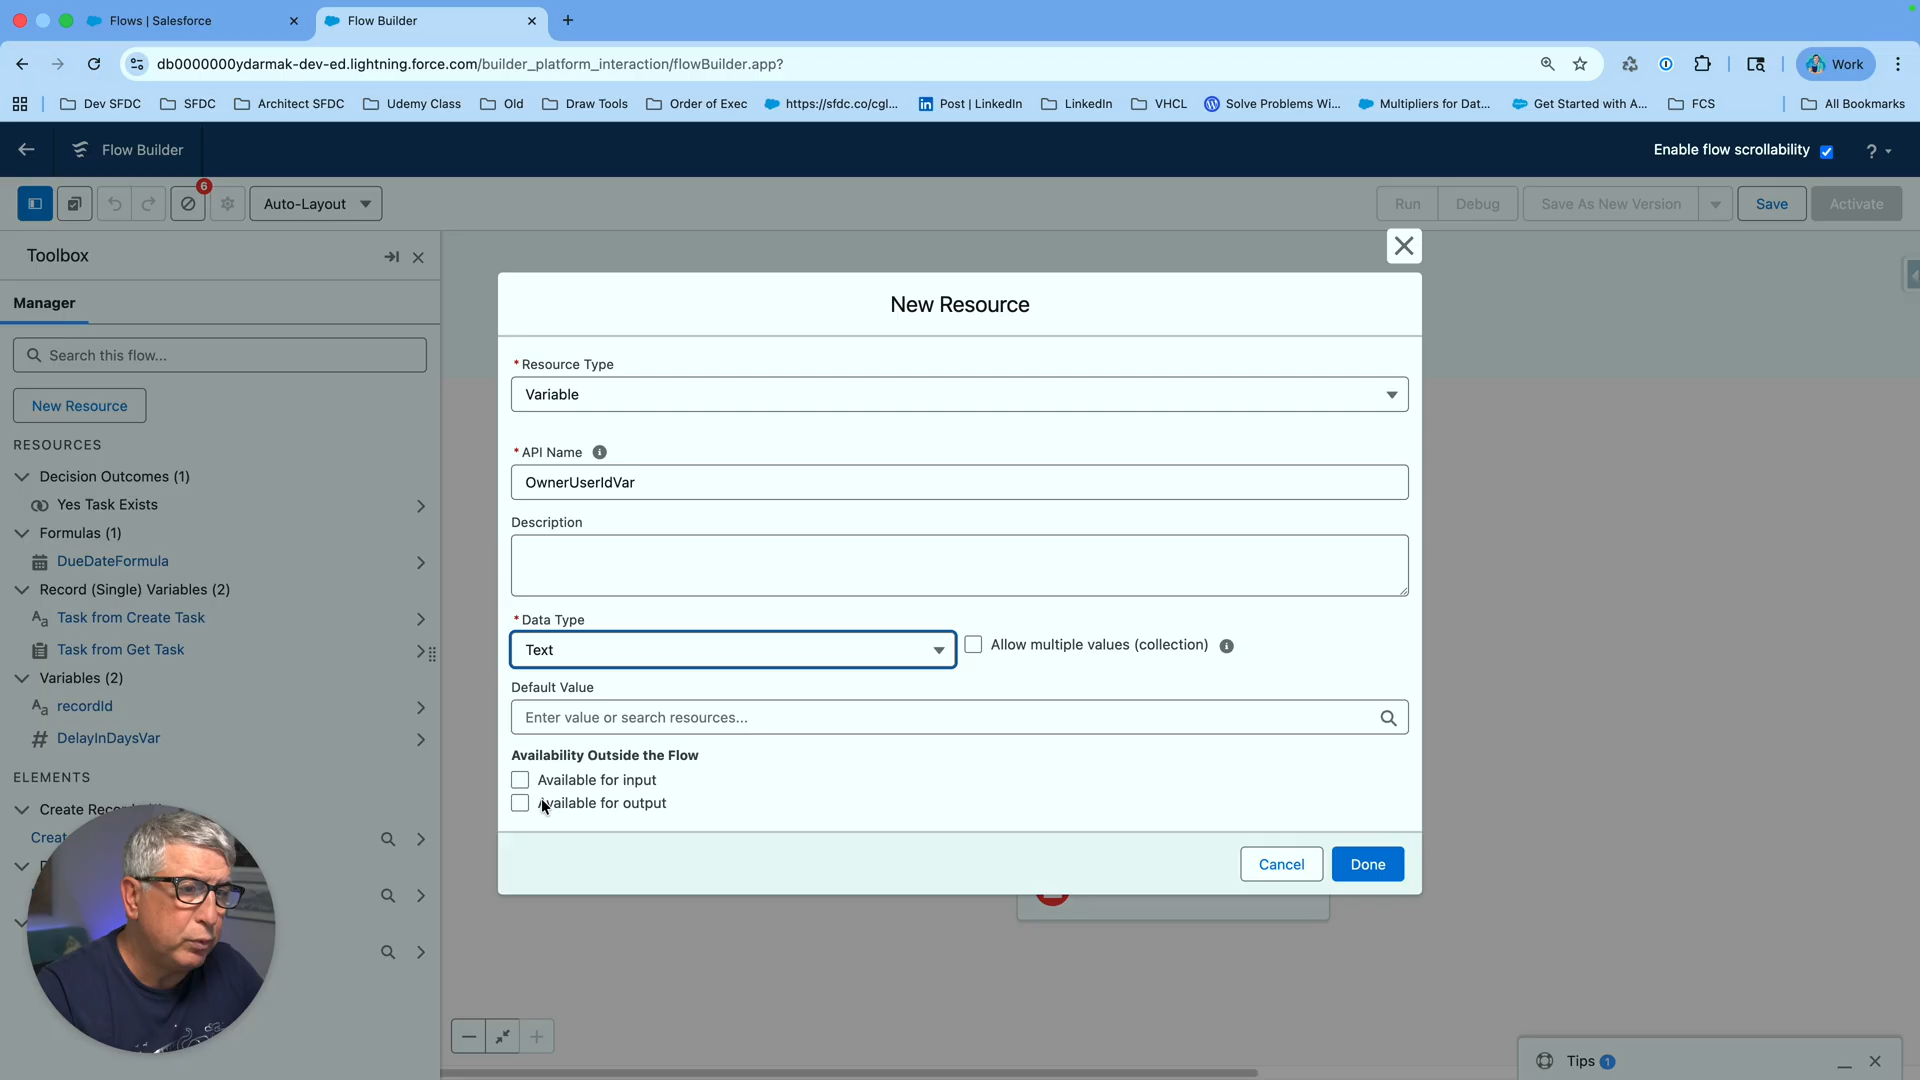 Flows | Salesforce
Flow Builder
db0000000ydarmak-dev-ed.lightning.force.com/builder_platform_interaction/flowBuilder.app?
Work
Dev SFDC
SFDC
Architect SFDC
Udemy Class
Old
Draw Tools
Order of Exec
https://sfdc.co/cgl...
Post | LinkedIn
LinkedIn
VHCL
Solve Problems Wi...
Multipliers for Dat...
Get Started with A...
FCS
All Bookmarks
Flow Builder
Enable flow scrollability
?
6
Auto-Layout
Run
Debug
Save As New Version
Save
Activate
Toolbox
Manager
Search this flow...
New Resource
RESOURCES
Decision Outcomes (1)
Yes Task Exists
Formulas (1)
DueDateFormula
Record (Single) Variables (2)
Aa Task from Create Task
Task from Get Task
Variables (2)
Aa recordId
# DelayInDaysVar
ELEMENTS
New Resource
* Resource Type
Variable
* API Name
OwnerUserIdVar
Description
* Data Type
Text
Allow multiple values (collection)
Default Value
Enter value or search resources...
Availability Outside the Flow
Available for input
Available for output
Cancel
Done
Tips 1